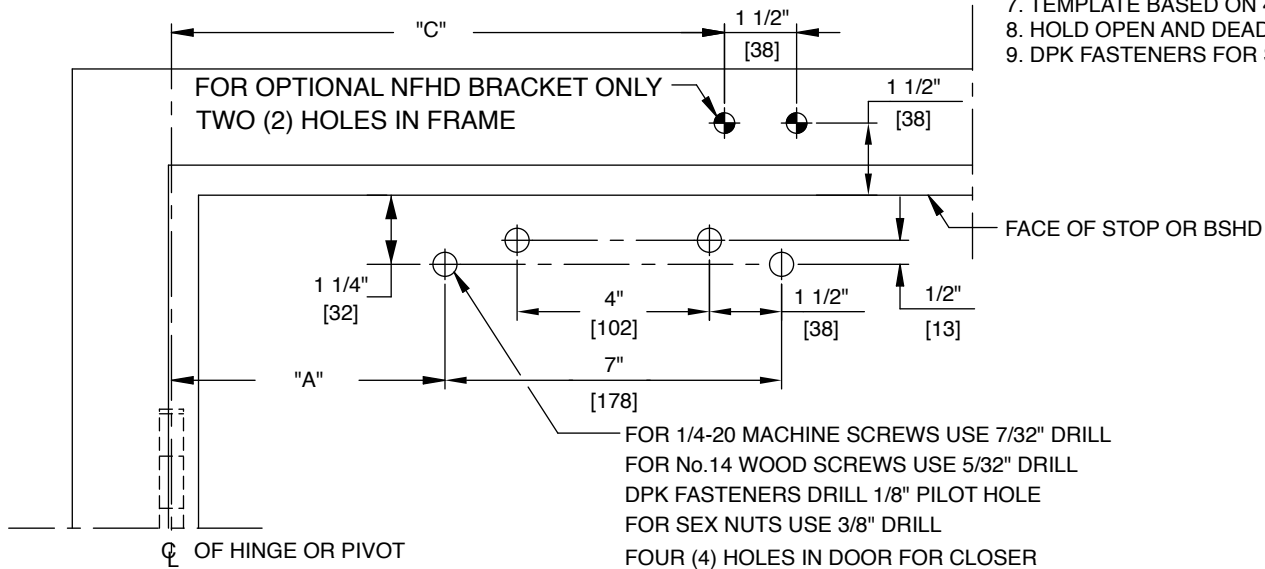 7. TEMPLATE BASED ON
8. HOLD OPEN AND DEAD
9. DPK FASTENERS FOR
"C"
1 1/2"
[38]
FOR OPTIONAL NFHD BRACKET ONLY
TWO (2) HOLES IN FRAME
1 1/2"
[38]
FACE OF STOP OR BSHD
1 1/4"
[32]
4"
[102]
1 1/2"
[38]
1/2"
[13]
"A"
7"
[178]
FOR 1/4-20 MACHINE SCREWS USE 7/32" DRILL
FOR No.14 WOOD SCREWS USE 5/32" DRILL
DPK FASTENERS DRILL 1/8" PILOT HOLE
FOR SEX NUTS USE 3/8" DRILL
FOUR (4) HOLES IN DOOR FOR CLOSER
℄ OF HINGE OR PIVOT